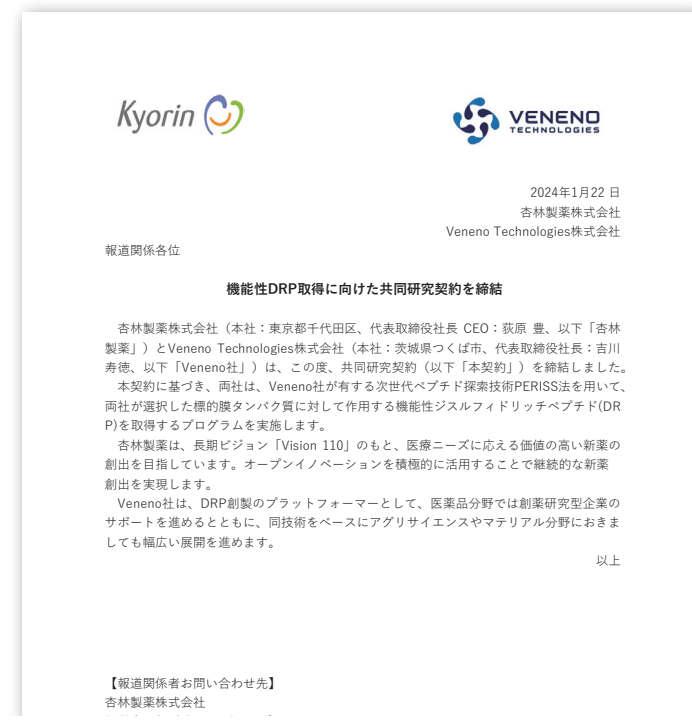 Kyorin
VENENO
TECHNOLOGIES
2024年1月22 日
杏林製薬株式会社
Veneno Technologies株式会社
報道関係各位
機能性DRP取得に向けた共同研究契約を締結
杏林製薬株式会社（本社：東京都千代田区、代表取締役社長 CEO：荻原 豊、以下「杏林
製薬」）とVeneno Technologies株式会社（本社：茨城県つくば市、代表取締役社長：吉川
寿徳、以下「Veneno社」）は、この度、共同研究契約（以下「本契約」）を締結しました。
本契約に基づき、両社は、Veneno社が有する次世代ペプチド探索技術PERISS法を用いて、
両社が選択した標的膜タンパク質に対して作用する機能性ジスルフィドリッチペプチド(DR
P)を取得するプログラムを実施します。
杏林製薬は、長期ビジョン「Vision 110」のもと、医療ニーズに応える価値の高い新薬の
創出を目指しています。オープンイノベーションを積極的に活用することで継続的な新薬
創出を実現します。
Veneno社は、DRP創製のプラットフォーマーとして、医薬品分野では創薬研究型企業の
サポートを進めるとともに、同技術をベースにアグリサイエンスやマテリアル分野におきま
しても幅広い展開を進めます。
以上
【報道関係者お問い合わせ先】
杏林製薬株式会社